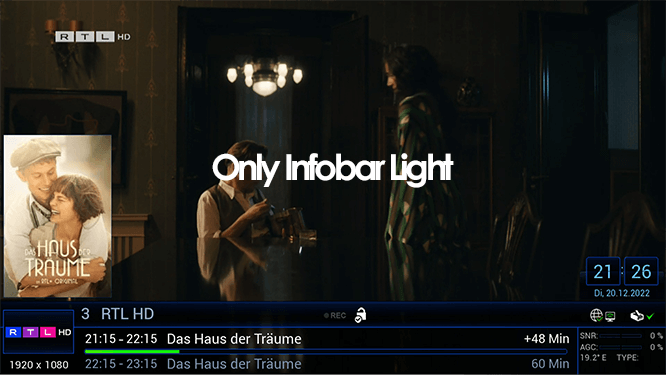 RTL HD
Only Infobar Light
DAS HAUS DER
TRÄUME
RTL+ ORIGINAL
21:26
Di, 20.12.2022
3 RTL HD
REC
RTL HD
1920 x 1080
21:15 - 22:15 Das Haus der Träume +48 Min
22:15 - 23:15 Das Haus der Träume 60 Min
SNR: 0 %
AGC: 0 %
19.2° E TYPE: